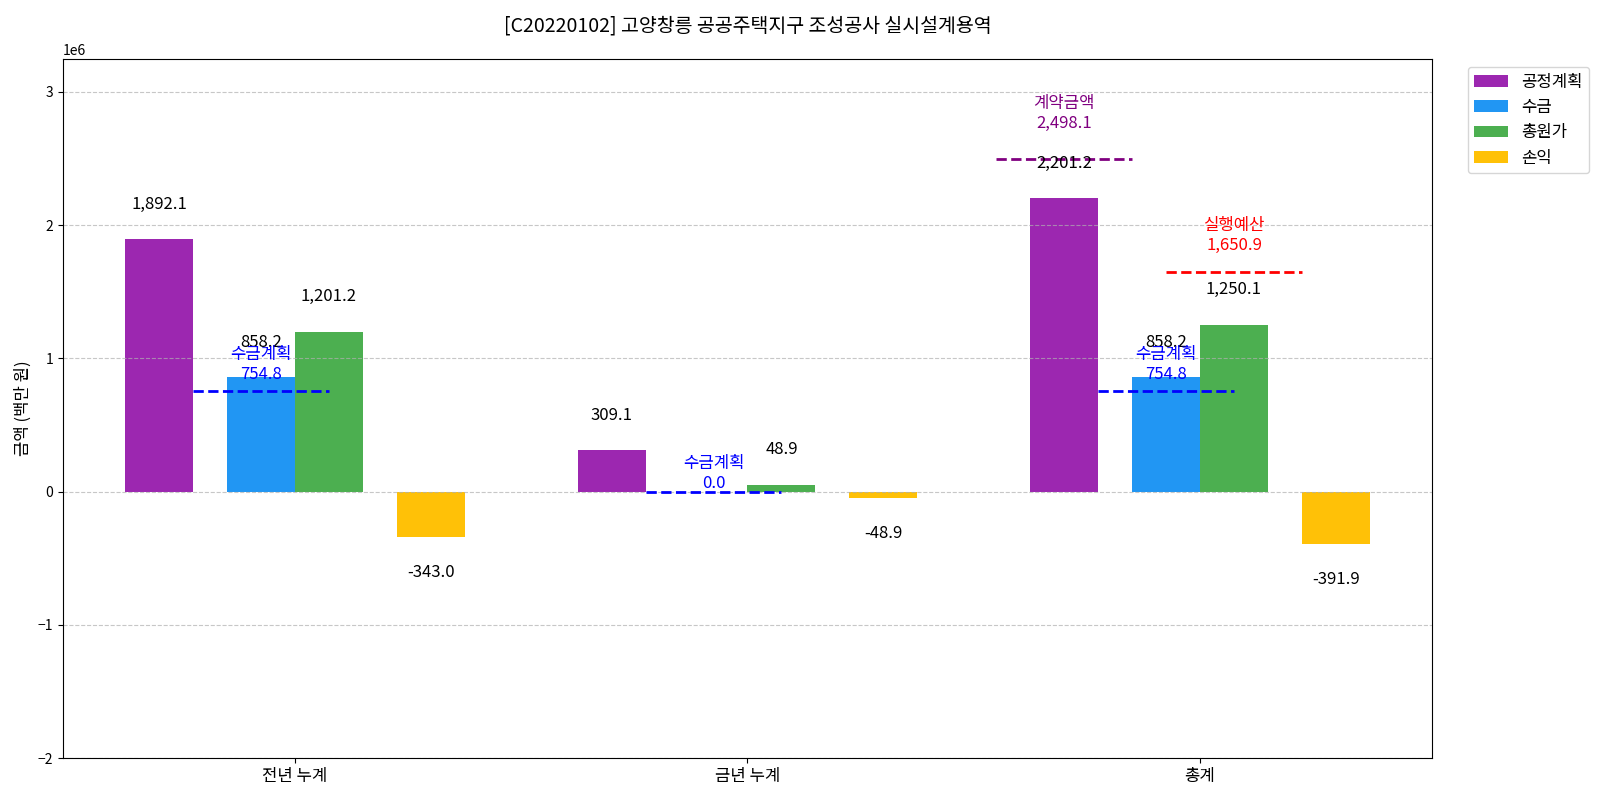 [C20220102] 고양창릉 공공주택지구 조성공사 실시설계용역
1e6
공정계획
수금
총원가
손익
3
2
1
0
−1
−2
금액 (백만 원)
1,892.1
858.2
수금계획
754.8
1,201.2
-343.0
309.1
수금계획
0.0
48.9
-48.9
계약금액
2,498.1
2,201.2
실행예산
1,650.9
1,250.1
858.2
수금계획
754.8
-391.9
전년 누계
금년 누계
총계